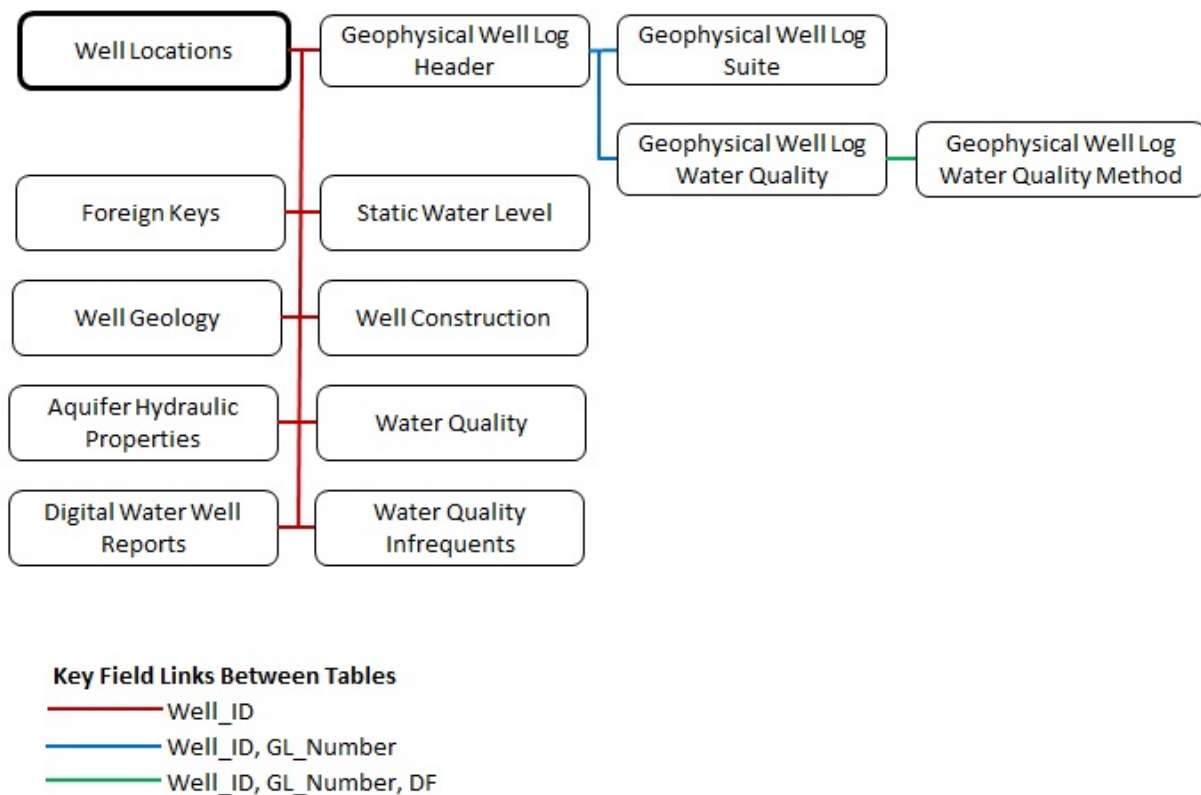 Well Locations
Geophysical Well Log
Header
Geophysical Well Log
Suite
Geophysical Well Log
Water Quality
Geophysical Well Log
Water Quality Method
Foreign Keys
Static Water Level
Well Geology
Well Construction
Aquifer Hydraulic
Properties
Water Quality
Digital Water Well
Reports
Water Quality
Infrequents
Key Field Links Between Tables
Well_ID
Well_ID, GL_Number
Well_ID, GL_Number, DF